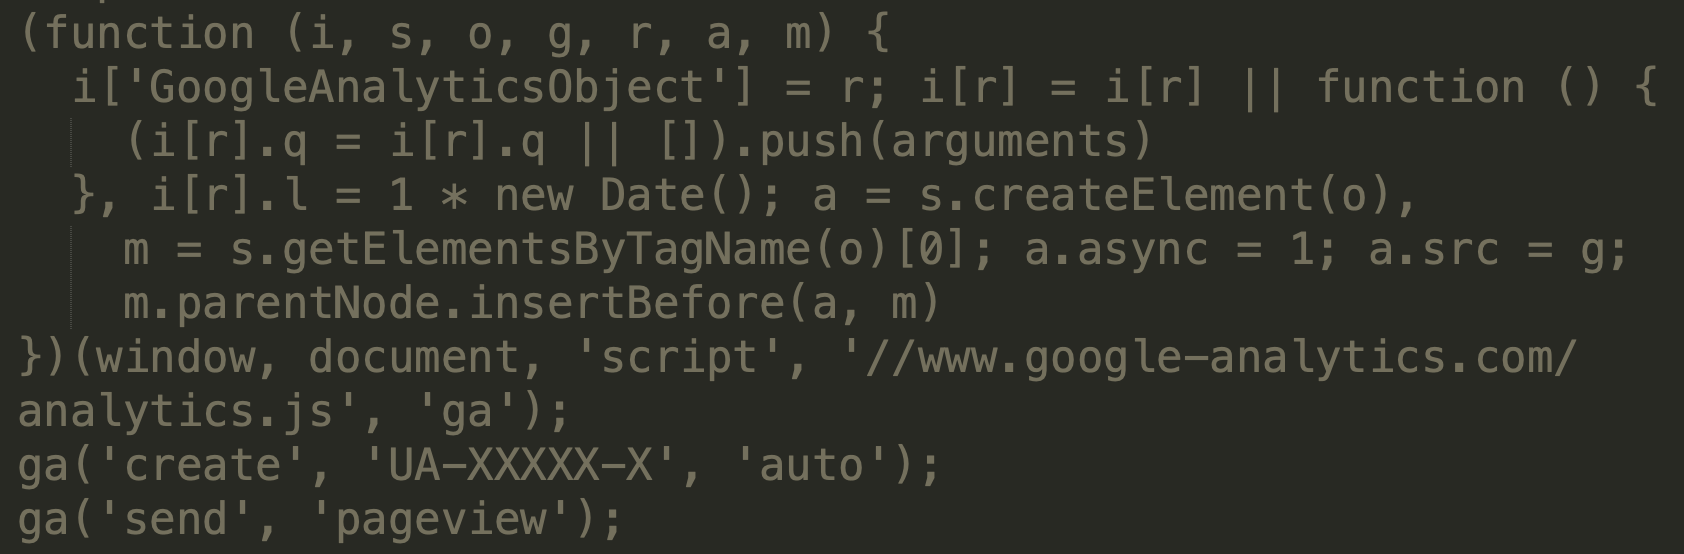 (function (i, s, o, g, r, a, m) {
  i['GoogleAnalyticsObject'] = r; i[r] = i[r] || function () {
    (i[r].q = i[r].q || []).push(arguments)
  }, i[r].l = 1 * new Date(); a = s.createElement(o),
    m = s.getElementsByTagName(o)[0]; a.async = 1; a.src = g;
    m.parentNode.insertBefore(a, m)
})(window, document, 'script', '//www.google-analytics.com/
analytics.js', 'ga');
ga('create', 'UA-XXXXX-X', 'auto');
ga('send', 'pageview');